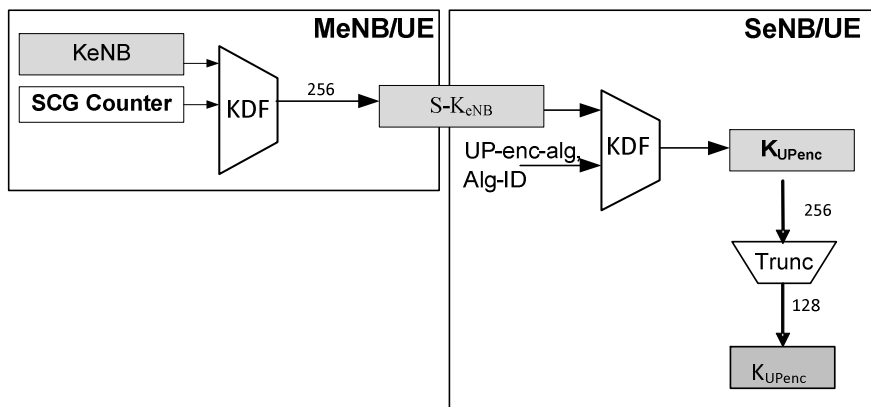 MeNB/UE
KeNB
SCG Counter
KDF
256
S-KeNB
SeNB/UE
UP-enc-alg,
Alg-ID
KDF
KUPenc
256
Trunc
128
KUPenc